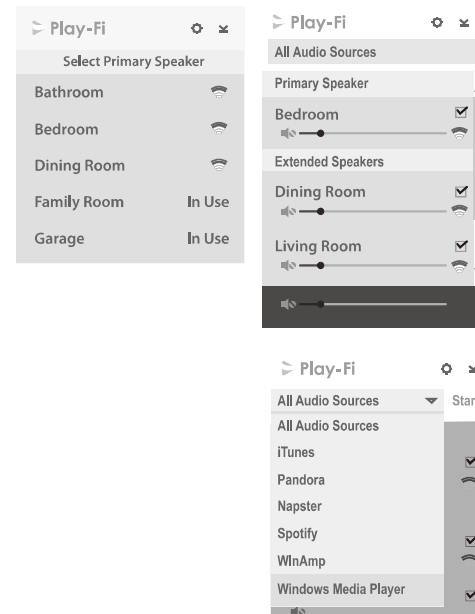 Play-Fi
Select Primary Speaker
Bathroom
Bedroom
Dining Room
Family Room In Use
Garage In Use
Play-Fi
All Audio Sources
Primary Speaker
Bedroom
Extended Speakers
Dining Room
Living Room
Play-Fi
All Audio Sources Star
All Audio Sources
iTunes
Pandora
Napster
Spotify
WInAmp
Windows Media Player